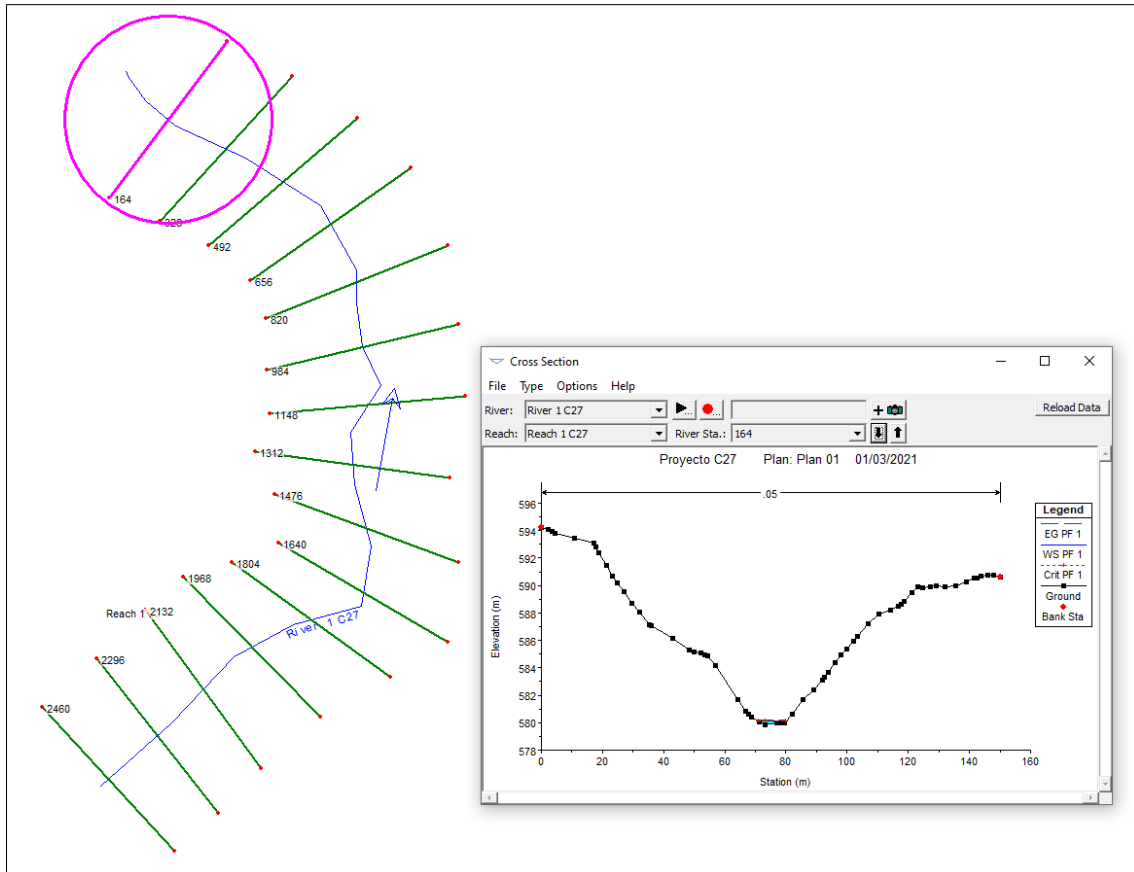 164
328
492
656
820
984
1148
1312
1476
1640
1804
1968
Reach 1
2132
River 1 C27
2296
2460
Cross Section
File Type Options Help
River: River 1 C27 Reload Data
Reach: Reach 1 C27 River Sta.: 164
Proyecto C27 Plan: Plan 01 01/03/2021
.05
Legend
EG PF 1
WS PF 1
Crit PF 1
Ground
Bank Sta
596
594
592
590
588
586
584
582
580
578
Elevation (m)
0 20 40 60 80 100 120 140 160
Station (m)